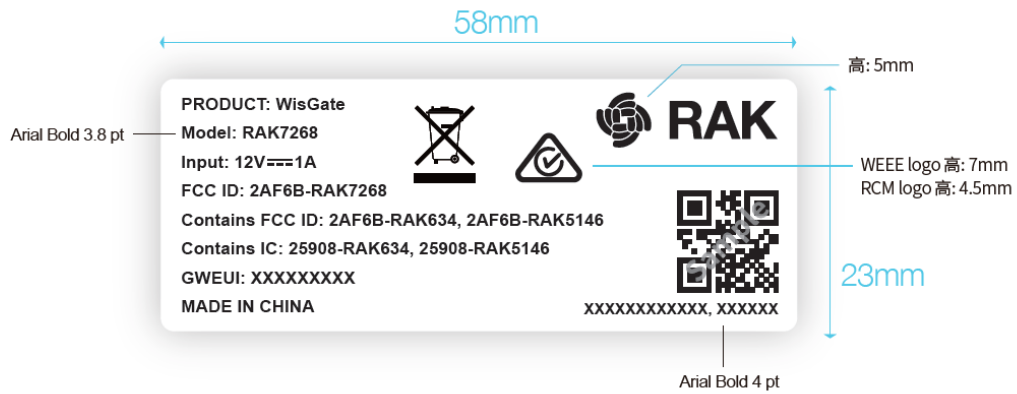 58mm
高: 5mm
RAK
PRODUCT: WisGate
Arial Bold 3.8 pt
Model: RAK7268
Input: 12V⎓1A
WEEE logo 高: 7mm
RCM logo 高: 4.5mm
FCC ID: 2AF6B-RAK7268
Contains FCC ID: 2AF6B-RAK634, 2AF6B-RAK5146
Contains IC: 25908-RAK634, 25908-RAK5146
Sample
23mm
GWEUI: XXXXXXXXX
MADE IN CHINA
XXXXXXXXXXXX, XXXXXX
Arial Bold 4 pt